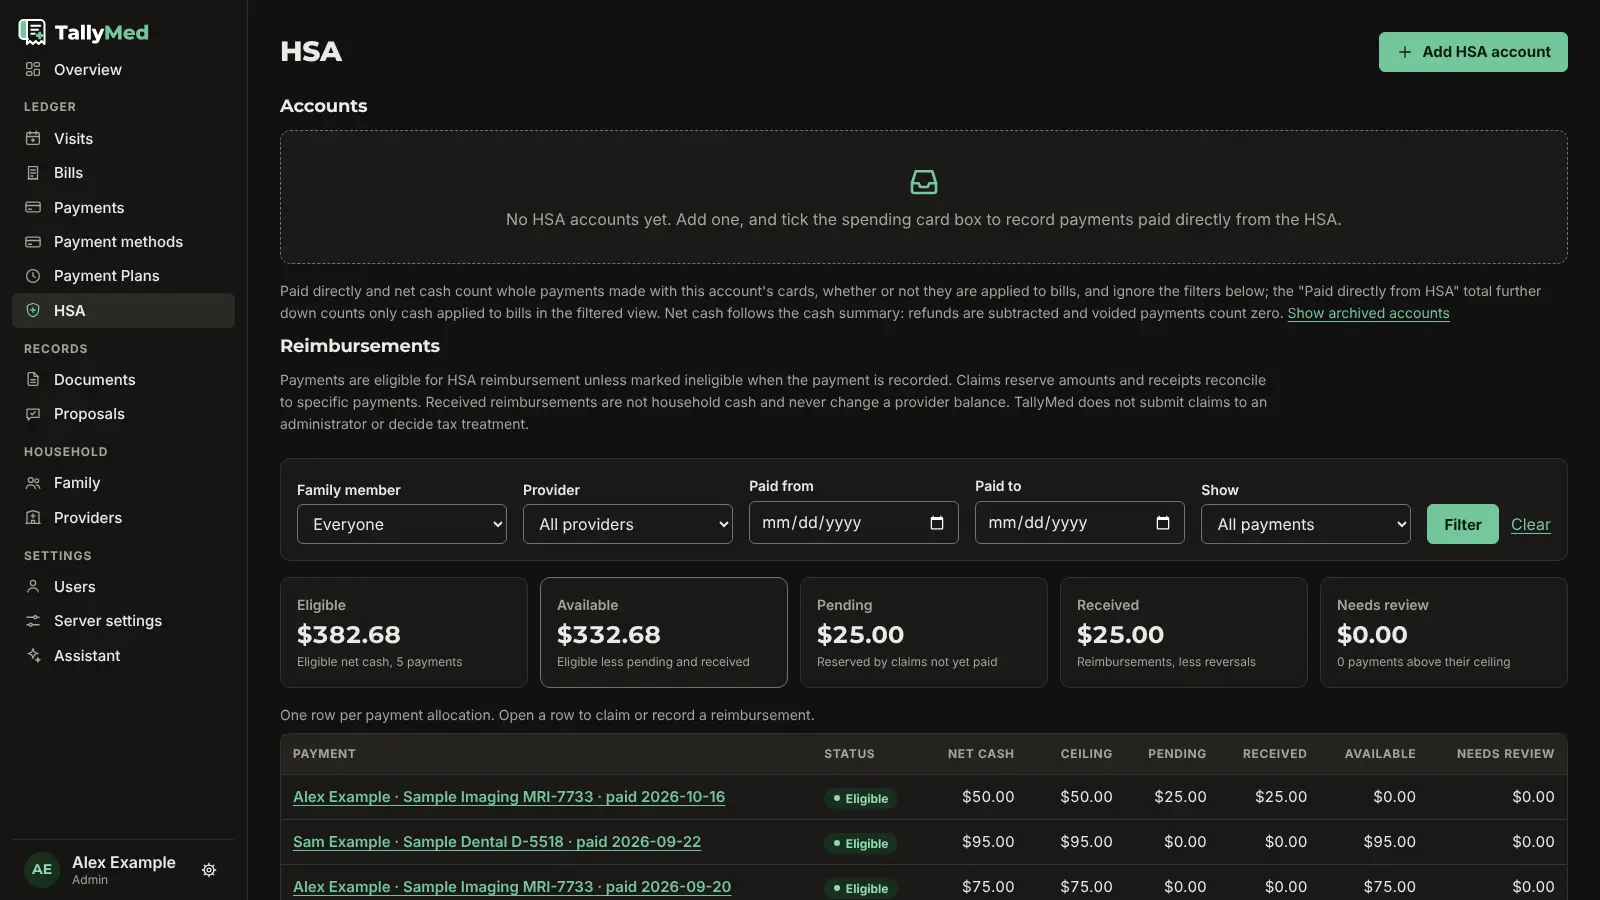 TallyMed
Overview
LEDGER
Visits
Bills
Payments
Payment methods
Payment Plans
HSA
RECORDS
Documents
Proposals
HOUSEHOLD
Family
Providers
SETTINGS
Users
Server settings
Assistant
AE
Alex Example
Admin
HSA
+ Add HSA account
Accounts
No HSA accounts yet. Add one, and tick the spending card box to record payments paid directly from the HSA.
Paid directly and net cash count whole payments made with this account's cards, whether or not they are applied to bills, and ignore the filters below; the "Paid directly from HSA" total further
down counts only cash applied to bills in the filtered view. Net cash follows the cash summary: refunds are subtracted and voided payments count zero. Show archived accounts
Reimbursements
Payments are eligible for HSA reimbursement unless marked ineligible when the payment is recorded. Claims reserve amounts and receipts reconcile
to specific payments. Received reimbursements are not household cash and never change a provider balance. TallyMed does not submit claims to an
administrator or decide tax treatment.
Family member Provider Paid from Paid to Show
Everyone All providers mm/dd/yyyy mm/dd/yyyy All payments Filter Clear
Eligible Available Pending Received Needs review
$382.68 $332.68 $25.00 $25.00 $0.00
Eligible net cash, 5 payments Eligible less pending and received Reserved by claims not yet paid Reimbursements, less reversals 0 payments above their ceiling
One row per payment allocation. Open a row to claim or record a reimbursement.
PAYMENT STATUS NET CASH CEILING PENDING RECEIVED AVAILABLE NEEDS REVIEW
Alex Example · Sample Imaging MRI-7733 · paid 2026-10-16 Eligible $50.00 $50.00 $25.00 $25.00 $0.00 $0.00
Sam Example · Sample Dental D-5518 · paid 2026-09-22 Eligible $95.00 $95.00 $0.00 $0.00 $95.00 $0.00
Alex Example · Sample Imaging MRI-7733 · paid 2026-09-20 Eligible $75.00 $75.00 $0.00 $0.00 $75.00 $0.00